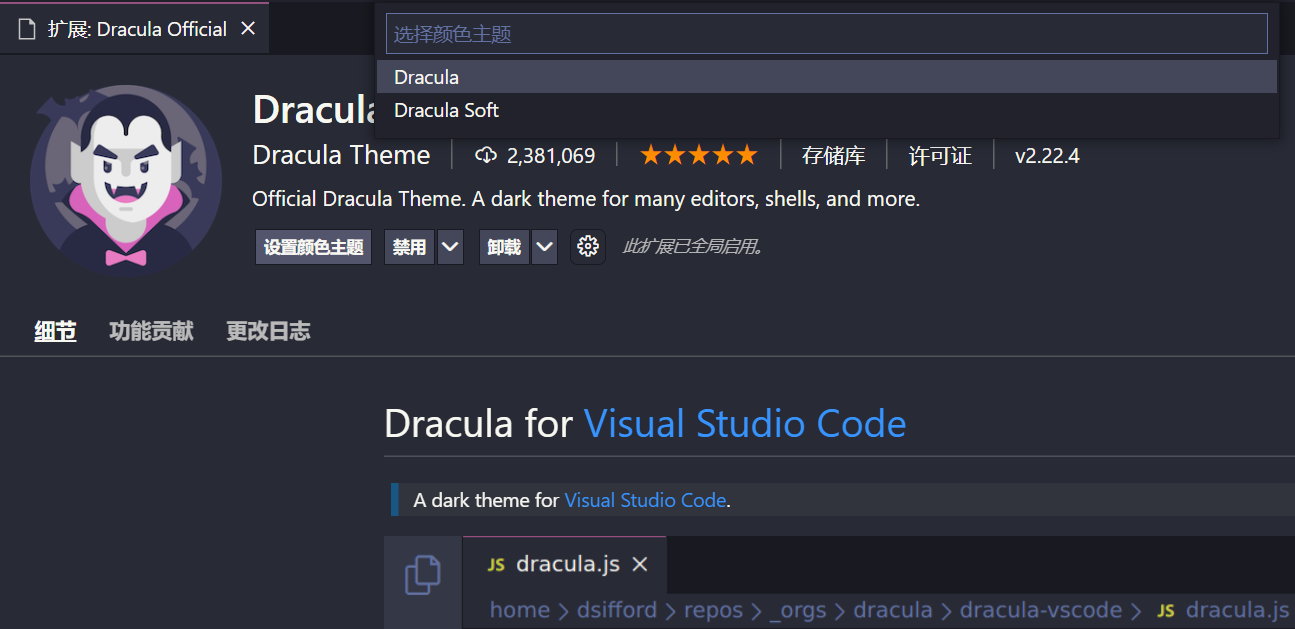 扩展: Dracula Official
选择颜色主题
Dracula
Dracula Soft
Dracula
Dracula Theme 2,381,069 存储库 许可证 v2.22.4
Official Dracula Theme. A dark theme for many editors, shells, and more.
设置颜色主题 禁用 卸载 此扩展已全局启用。
细节 功能贡献 更改日志
Dracula for Visual Studio Code
A dark theme for Visual Studio Code.
JS dracula.js
home > dsifford > repos > _orgs > dracula > dracula-vscode > JS dracula.js